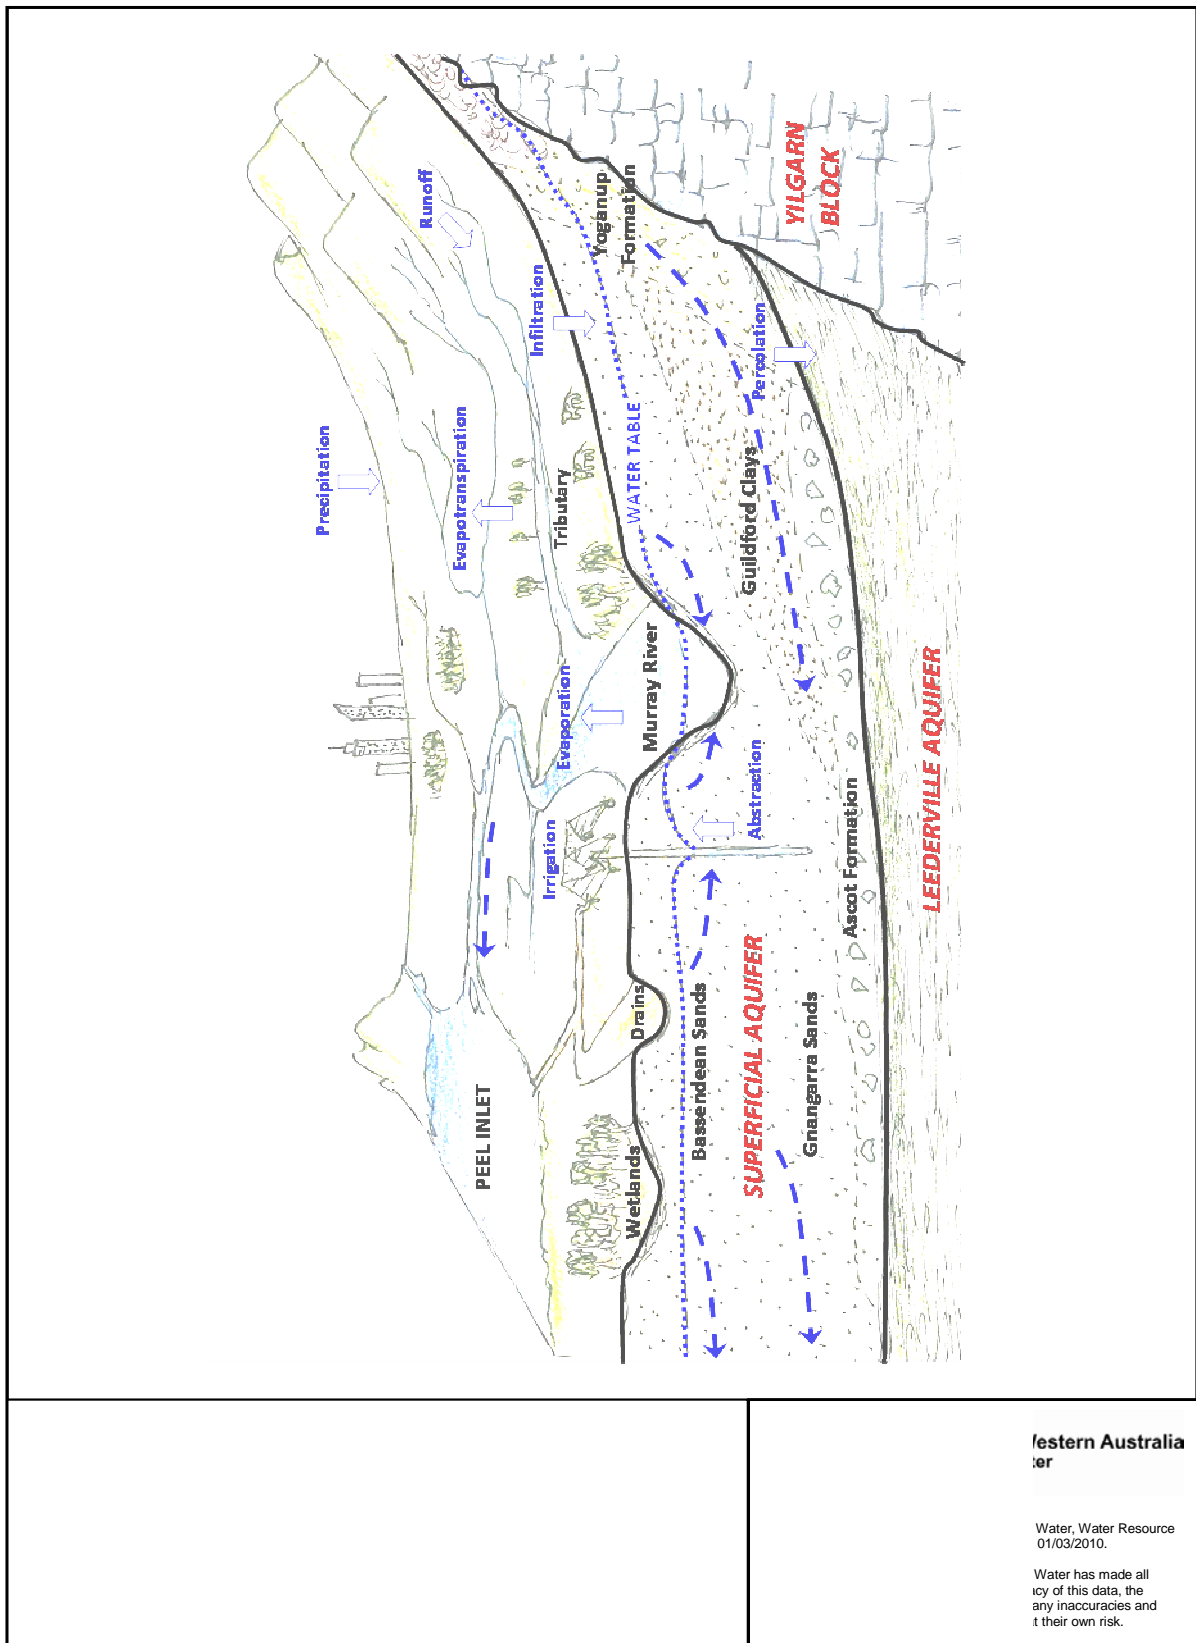 Precipitation
Runoff
Evapotranspiration
Infiltration
Tributary
Yoganup
Formation
YILGARN
BLOCK
Percolation
WATER TABLE
Guildford Clays
Evaporation
Murray River
Irrigation
Abstraction
Ascot Formation
LEEDERVILLE AQUIFER
PEEL INLET
Drains
Wetlands
Bassendean Sands
SUPERFICIAL AQUIFER
Gnangarra Sands
Western Australia
ter
Water, Water Resource
01/03/2010.
Water has made all
acy of this data, the
any inaccuracies and
at their own risk.